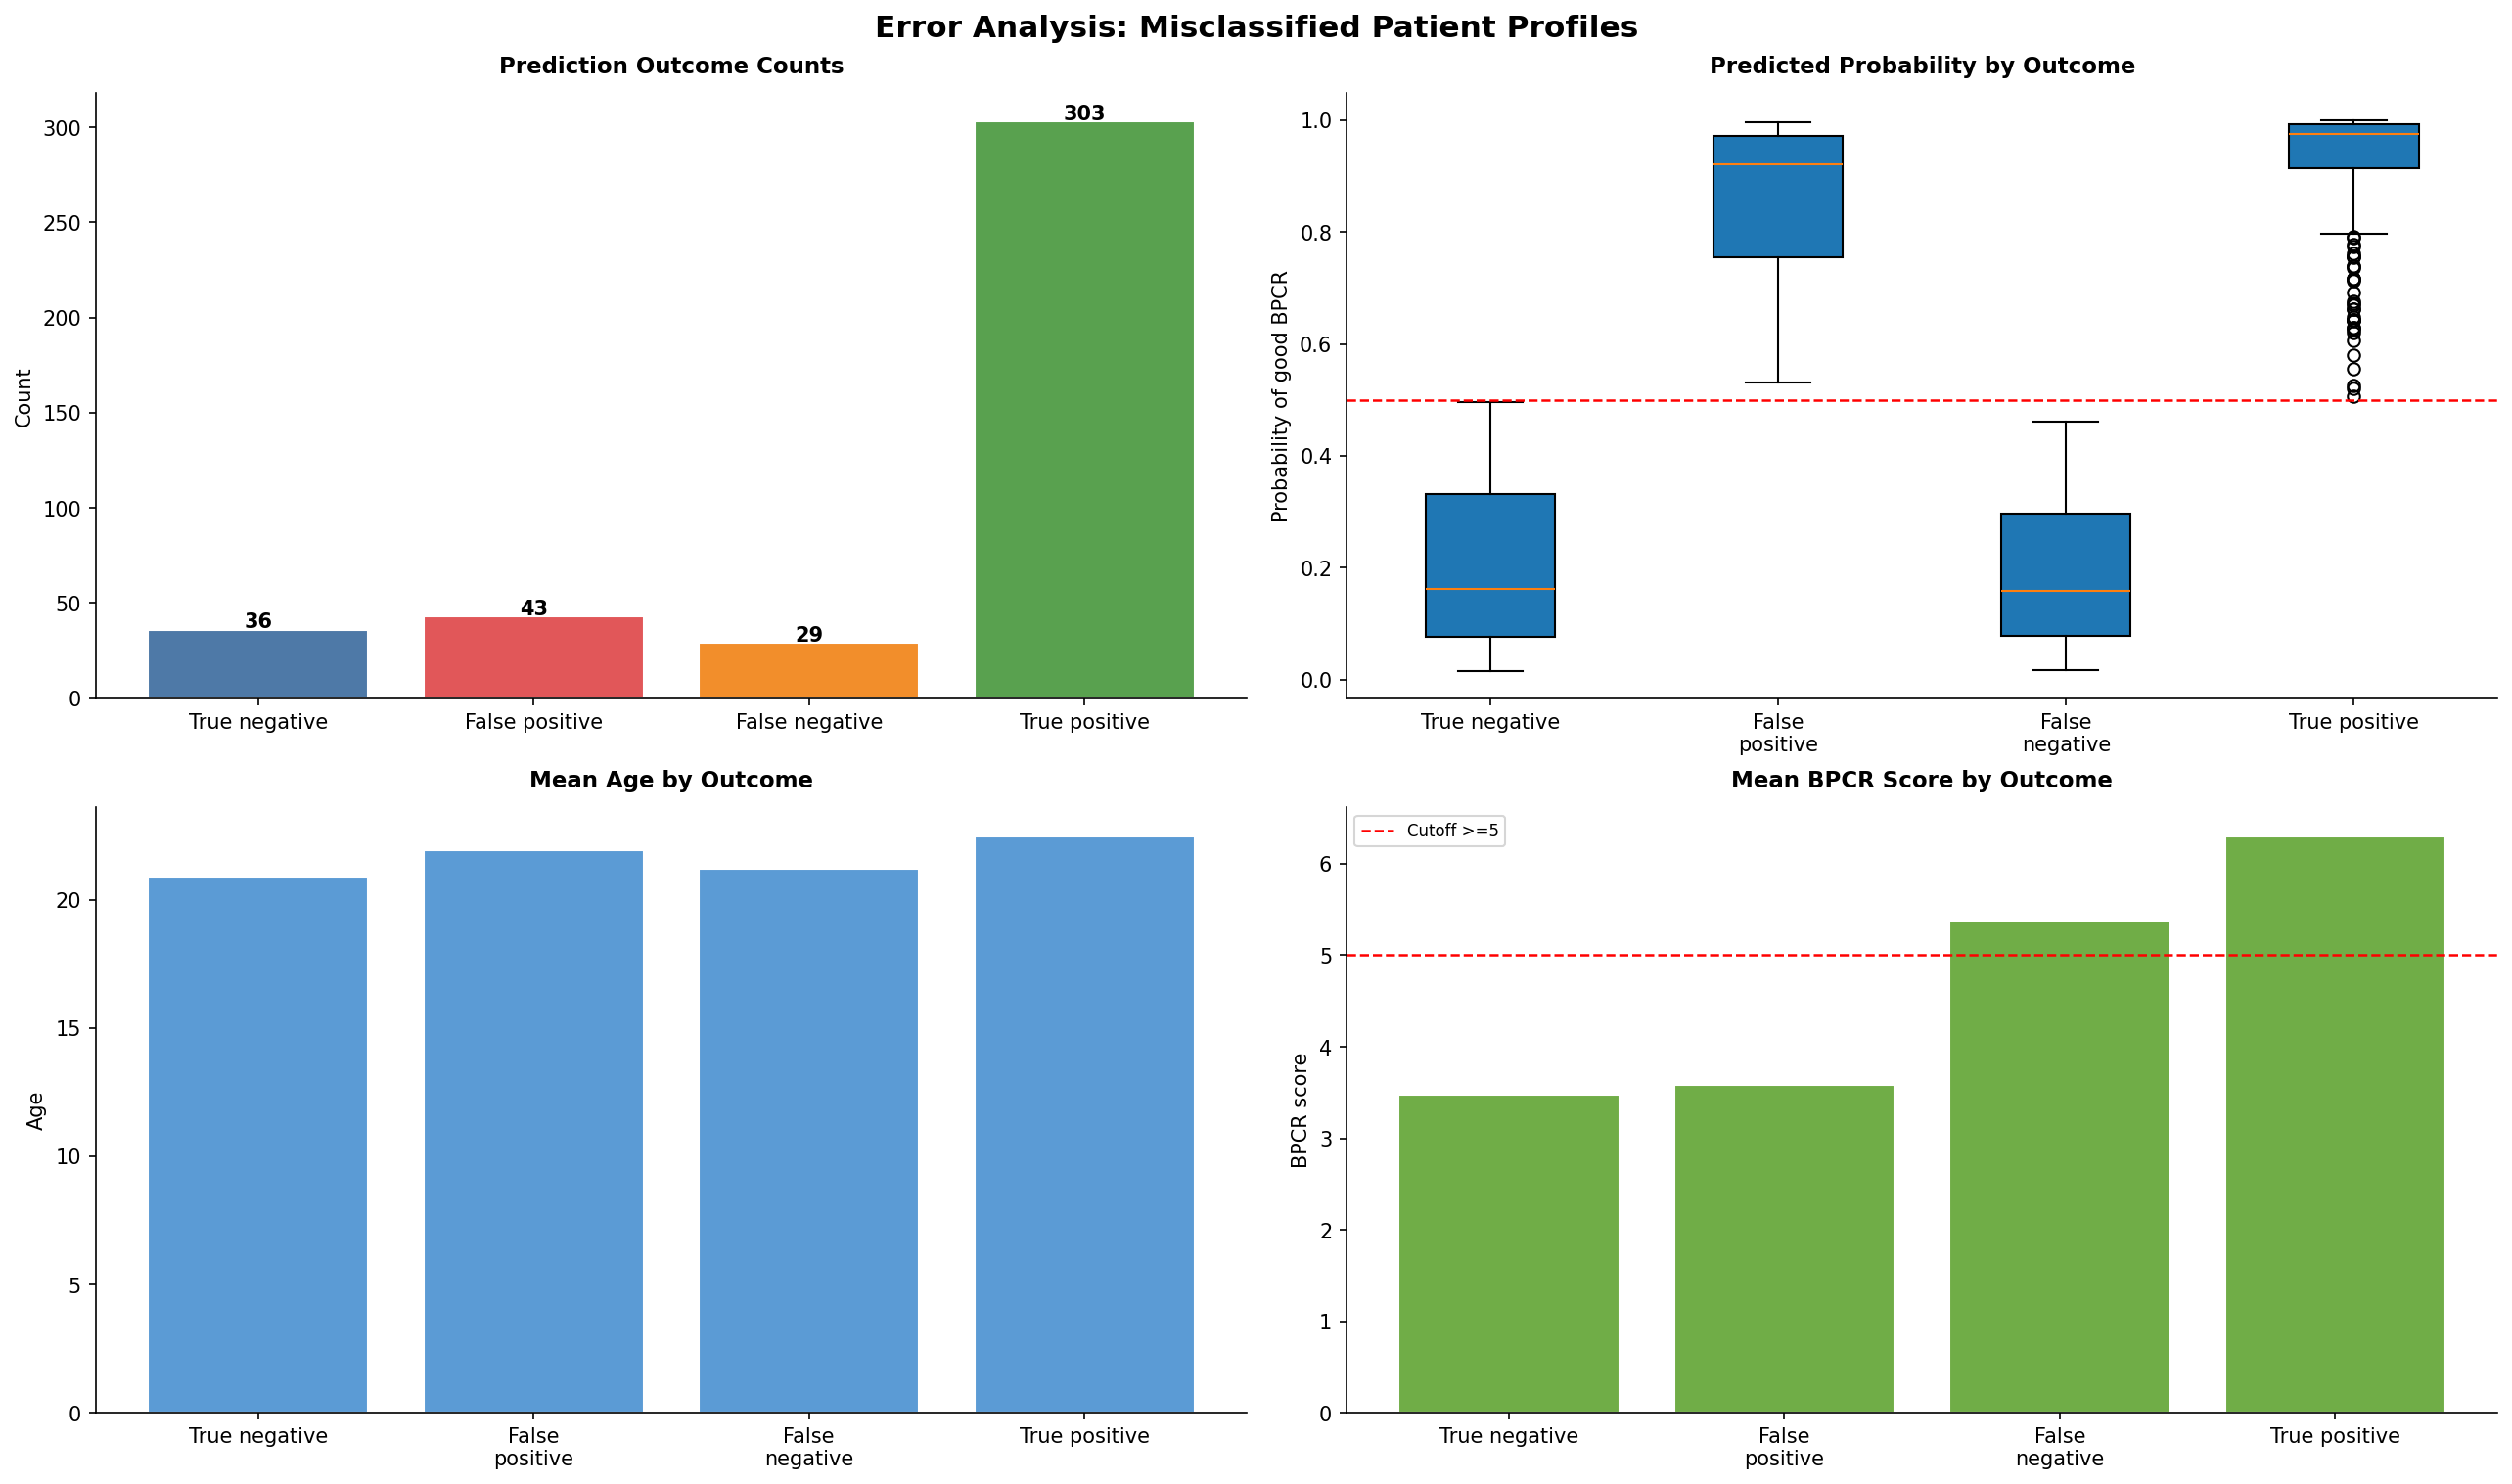 Error Analysis: Misclassified Patient Profiles
Prediction Outcome Counts
Count
300
250
200
150
100
50
0
36
43
29
303
True negative
False positive
False negative
True positive
Predicted Probability by Outcome
Probability of good BPCR
1.0
0.8
0.6
0.4
0.2
0.0
True negative
False
positive
False
negative
True positive
Mean Age by Outcome
Age
20
15
10
5
0
True negative
False
positive
False
negative
True positive
Mean BPCR Score by Outcome
Cutoff >=5
BPCR score
6
5
4
3
2
1
0
True negative
False
positive
False
negative
True positive